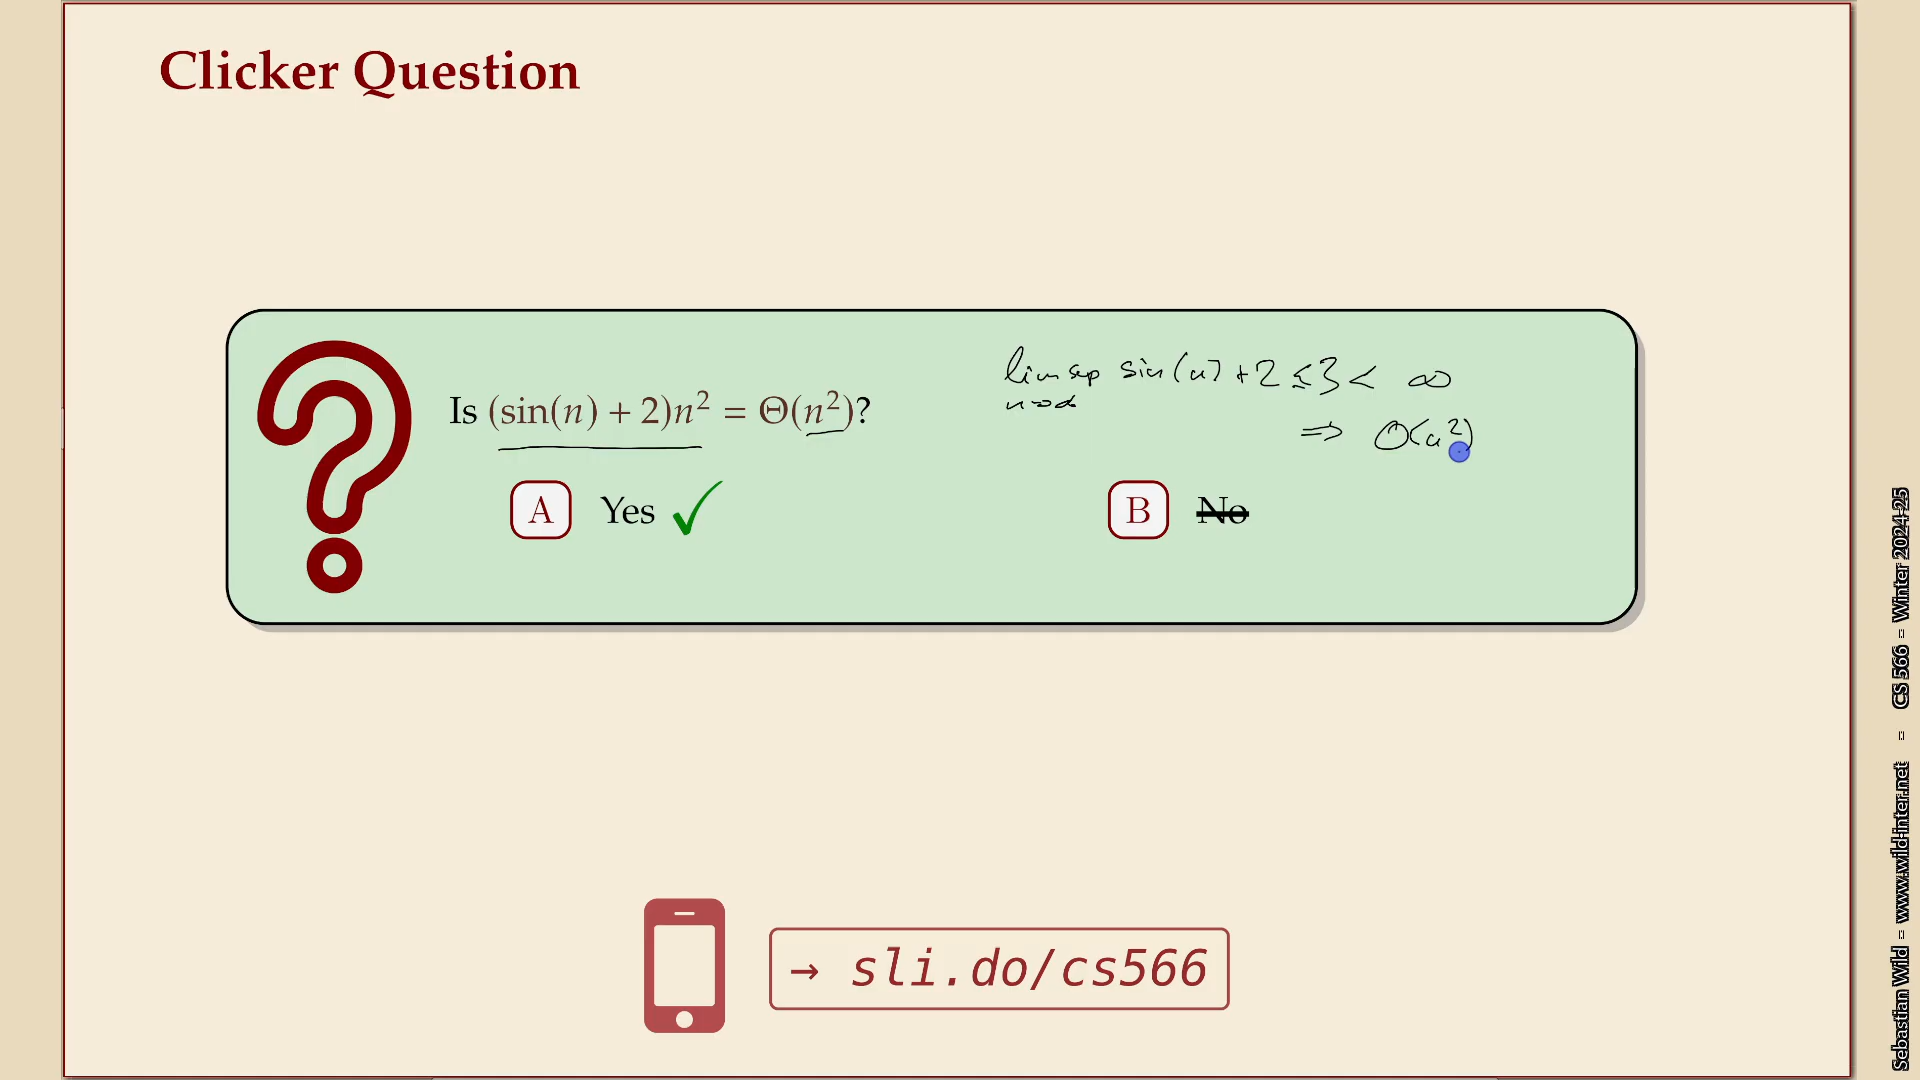 Clicker Question
lim sup sin(n) + 2 ≤ 3 < ∞
n→∞
Is (sin(n) + 2)n² = Θ(n²)?
⇒ O(n²)
A Yes ✓
B No
→ sli.do/cs566
Sebastian Wild – www.wild-inter.net – CS 566 – Winter 2024-25